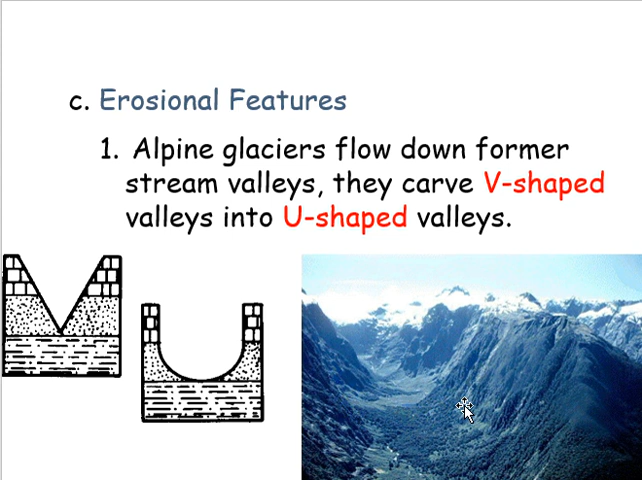 c. Erosional Features
1. Alpine glaciers flow down former
stream valleys, they carve V-shaped
valleys into U-shaped valleys.